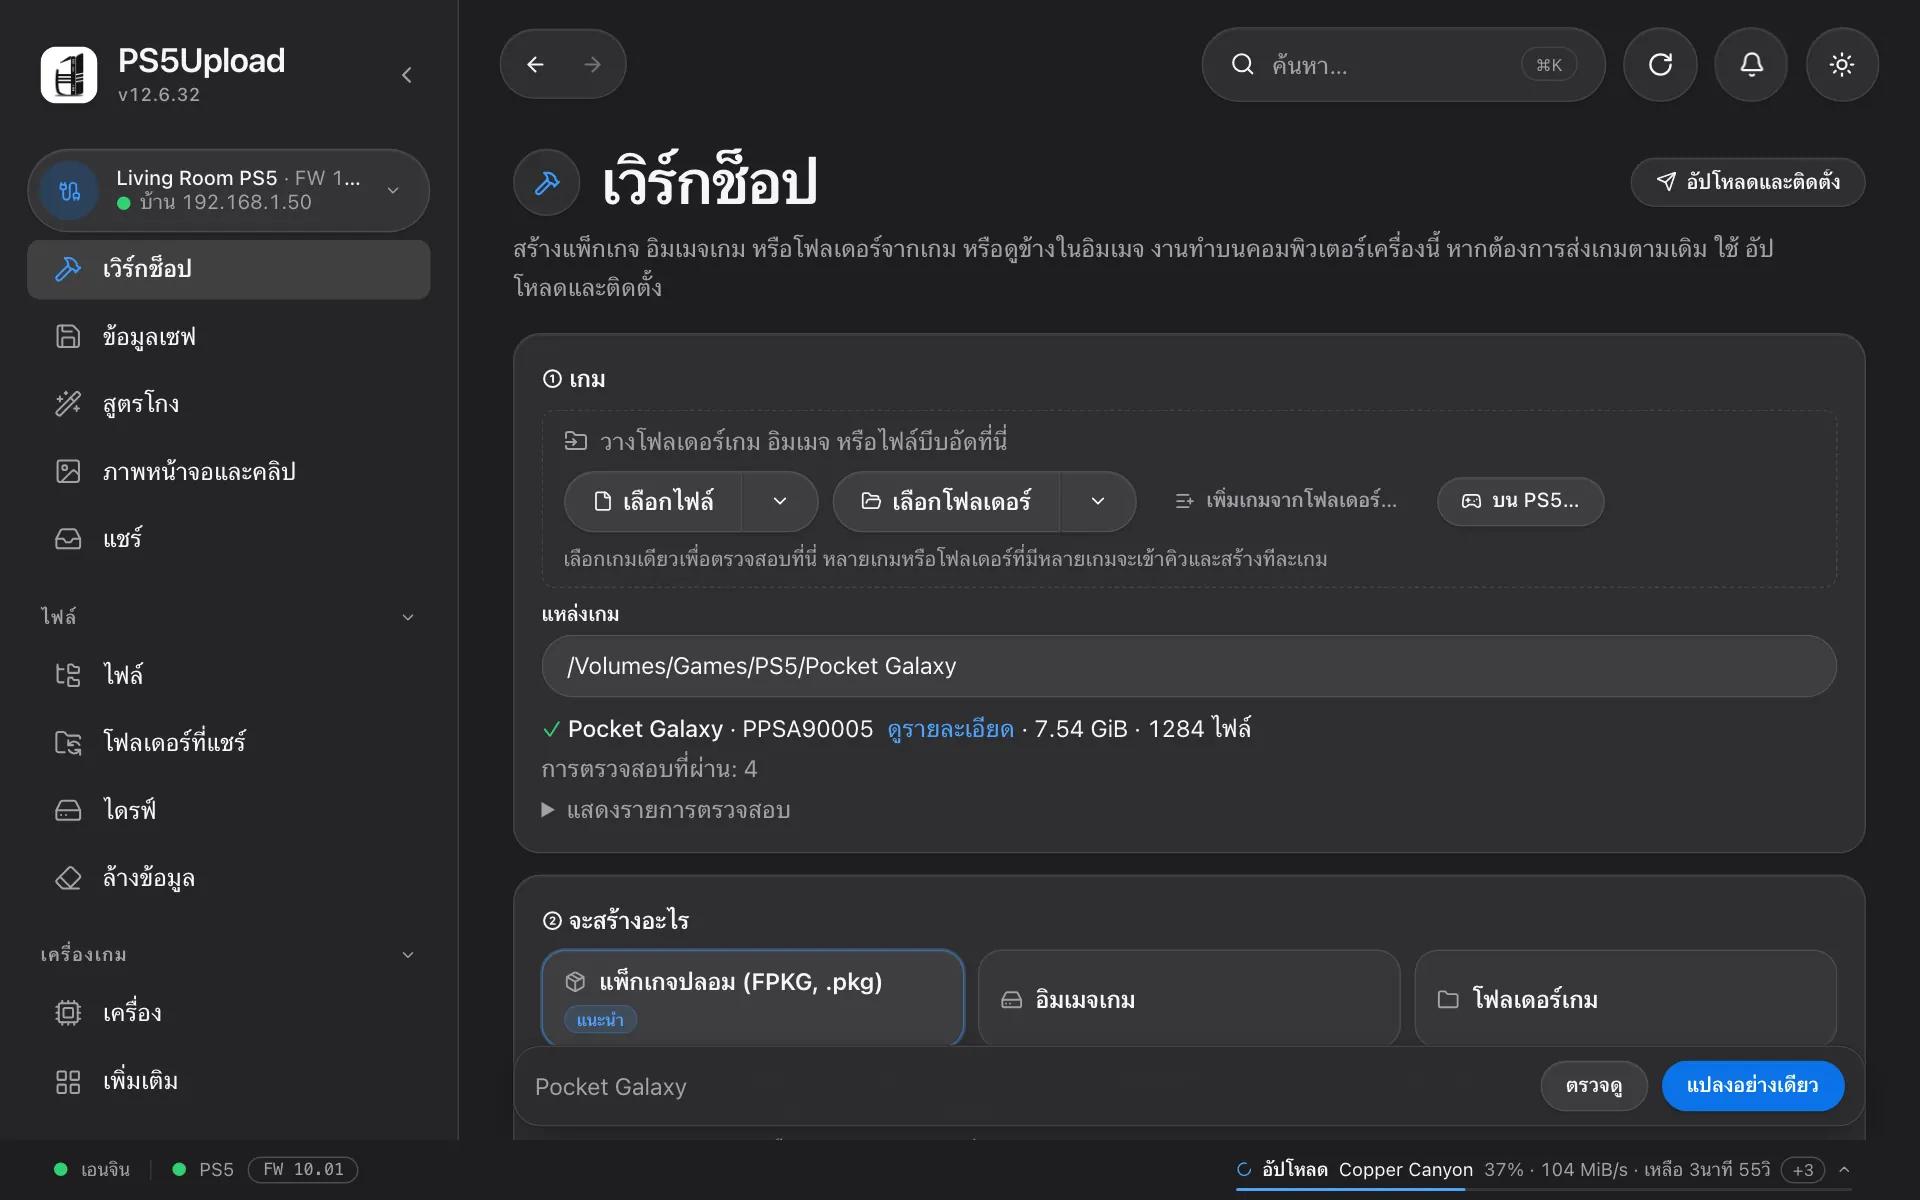 PS5Upload
v12.6.32
Living Room PS5 · FW 1...
บ้าน 192.168.1.50
เวิร์กช็อป
ข้อมูลเซฟ
สูตรโกง
ภาพหน้าจอและคลิป
แชร์
ไฟล์
ไฟล์
โฟลเดอร์ที่แชร์
ไดรฟ์
ล้างข้อมูล
เครื่องเกม
เครื่อง
เพิ่มเติม
ค้นหา... ⌘K
เวิร์กช็อป
อัปโหลดและติดตั้ง
สร้างแพ็กเกจ อิมเมจเกม หรือโฟลเดอร์จากเกม หรือดูข้างในอิมเมจ งานทำบนคอมพิวเตอร์เครื่องนี้ หากต้องการส่งเกมตามเดิม ใช้ อัป
โหลดและติดตั้ง
① เกม
วางโฟลเดอร์เกม อิมเมจ หรือไฟล์บีบอัดที่นี่
เลือกไฟล์ เลือกโฟลเดอร์ เพิ่มเกมจากโฟลเดอร์... บน PS5...
เลือกเกมเดียวเพื่อตรวจสอบที่นี่ หลายเกมหรือโฟลเดอร์ที่มีหลายเกมจะเข้าคิวและสร้างทีละเกม
แหล่งเกม
/Volumes/Games/PS5/Pocket Galaxy
Pocket Galaxy · PPSA90005 ดูรายละเอียด · 7.54 GiB · 1284 ไฟล์
การตรวจสอบที่ผ่าน: 4
▶ แสดงรายการตรวจสอบ
② จะสร้างอะไร
แพ็กเกจปลอม (FPKG, .pkg)
แนะนำ
อิมเมจเกม
โฟลเดอร์เกม
Pocket Galaxy ตรวจดู แปลงอย่างเดียว
เอนจิน PS5 FW 10.01 อัปโหลด Copper Canyon 37% · 104 MiB/s · เหลือ 3นาที 55วิ +3